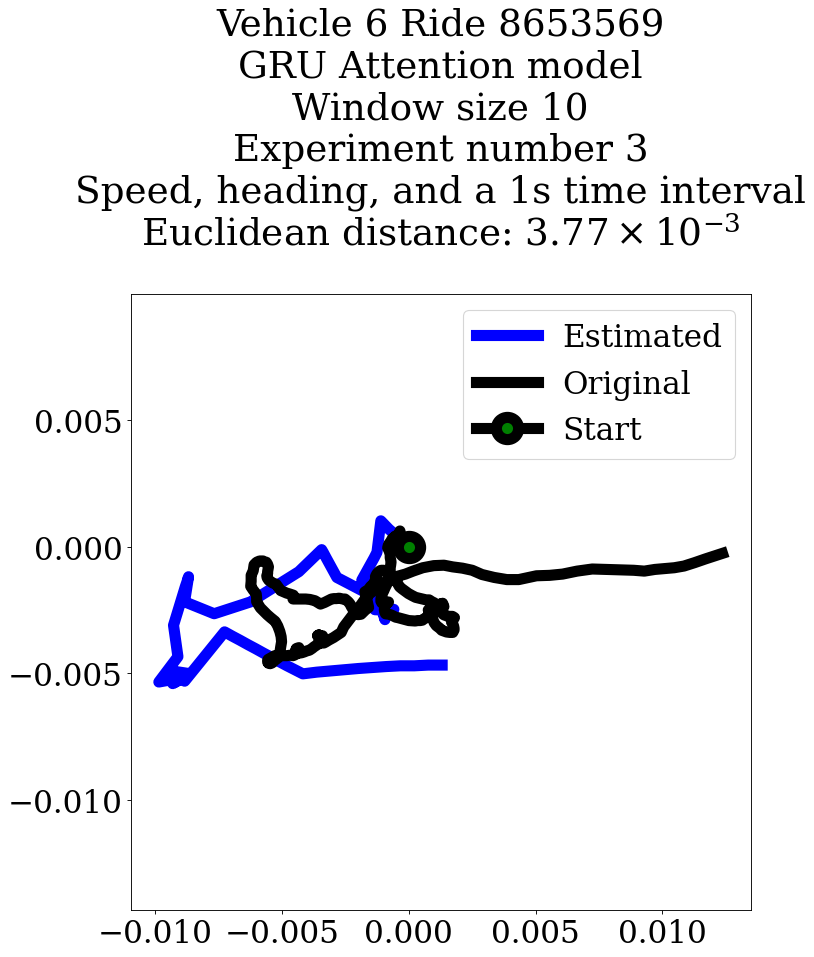 Vehicle 6 Ride 8653569
GRU Attention model
Window size 10
Experiment number 3
Speed, heading, and a 1s time interval
Euclidean distance: 3.77 × 10⁻³
Estimated
Original
Start
0.005
0.000
−0.005
−0.010
−0.010 −0.005 0.000 0.005 0.010